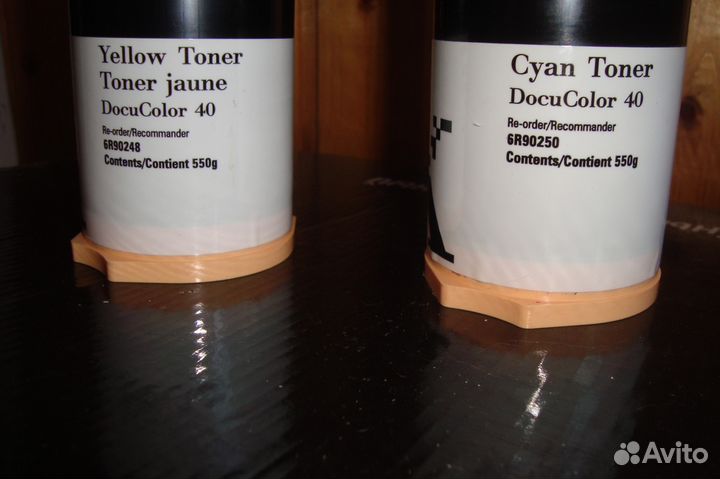 Yellow Toner
Toner jaune
DocuColor 40
Re-order/Recommander
6R90248
Contents/Contient 550g
Cyan Toner
DocuColor 40
Re-order/Recommander
6R90250
Contents/Contient 550g
Avito